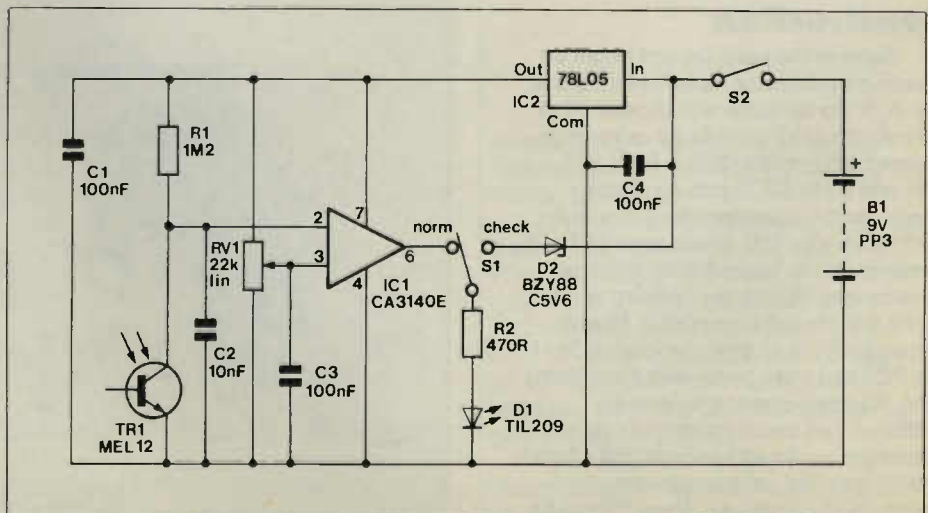 Out
78L05
In
IC2
Com
S2
R1
1M2
C1
100nF
C4
100nF
+
B1
9V
PP3
norm
check
S1
2
7
3
4
6
RV1
22k
lin
IC1
CA3140E
D2
BZY88
C5V6
R2
470R
C2
10nF
C3
100nF
TR1
MEL12
D1
TIL209